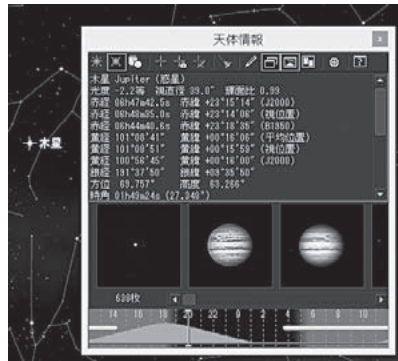 天体情報
木星 Jupiter (惑星)
光度 -2.2等 視直径 39.0" 輝面比 0.99
赤経 06h47m42.5s 赤緯 +23°15'14" (J2000)
赤経 06h48m35.0s 赤緯 +23°14'06" (視位置)
赤経 06h44m40.6s 赤緯 +23°18'35" (B1950)
黄経 101°00'41" 黄緯 +00°16'06" (平均位置)
黄経 101°00'51" 黄緯 +00°15'59" (視位置)
黄経 100°56'45" 黄緯 +00°16'00" (J2000)
銀経 191°37'50" 銀緯 +09°35'50"
方位 69.757° 高度 63.266°
時角 01h49m24s (27.349°)
木星
638枚
14 16 18 20 22 0 2 4 6 8 10